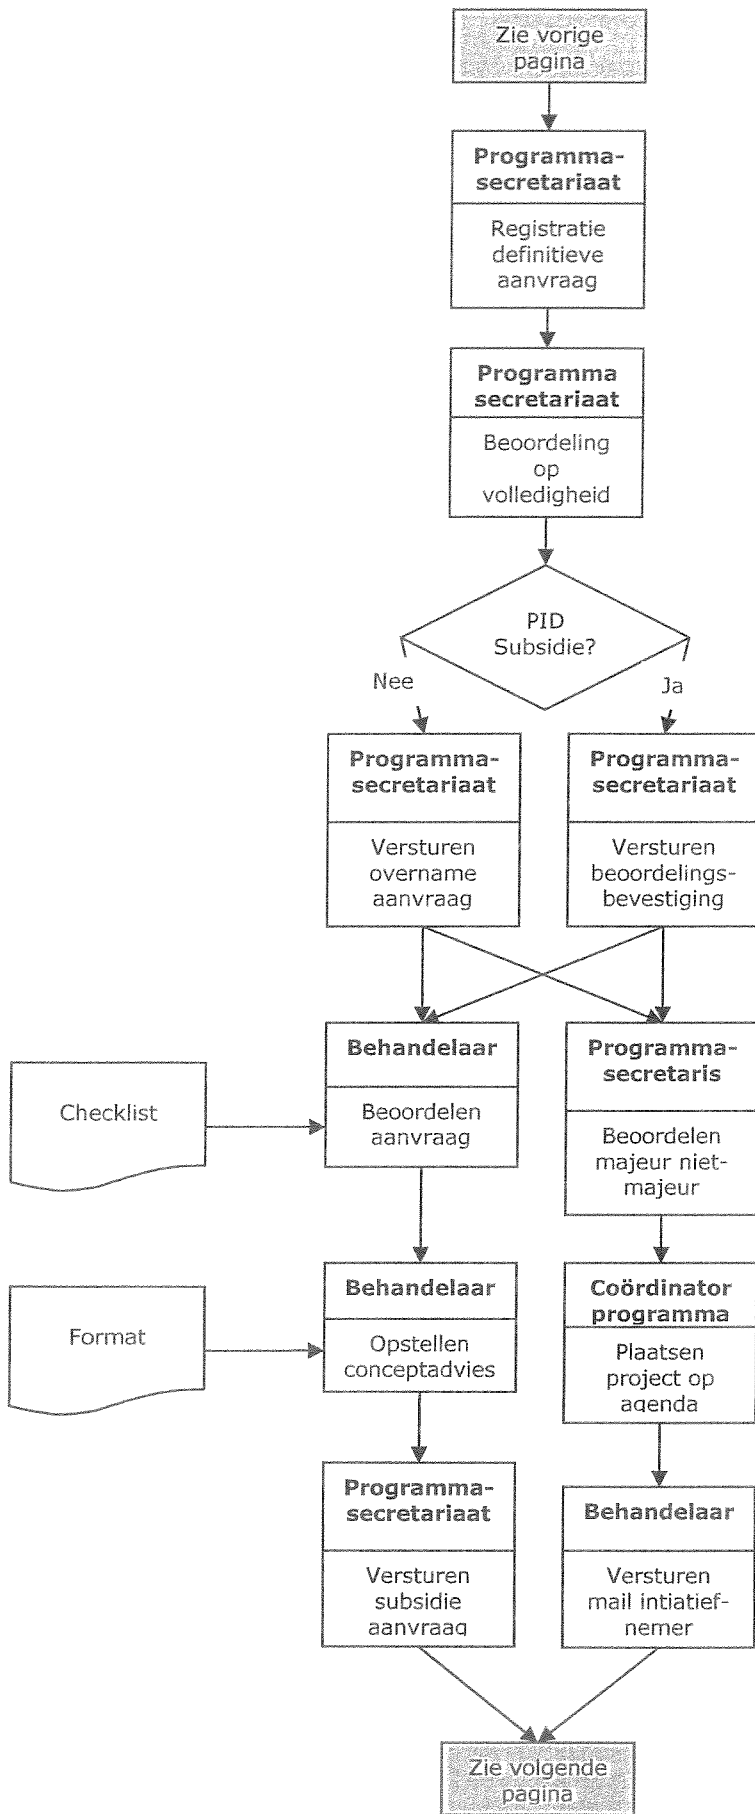 Zie vorige
pagina
Programma-
secretariaat
Registratie
definitieve
aanvraag
Programma
secretariaat
Beoordeling
op
volledigheid
PID
Subsidie?
Nee
Ja
Programma-
secretariaat
Versturen
overname
aanvraag
Programma-
secretariaat
Versturen
beoordelings-
bevestiging
Checklist
Behandelaar
Beoordelen
aanvraag
Programma-
secretaris
Beoordelen
majeur niet-
majeur
Format
Behandelaar
Opstellen
conceptadvies
Coördinator
programma
Plaatsen
project op
agenda
Programma-
secretariaat
Versturen
subsidie
aanvraag
Behandelaar
Versturen
mail intiatief-
nemer
Zie volgende
pagina